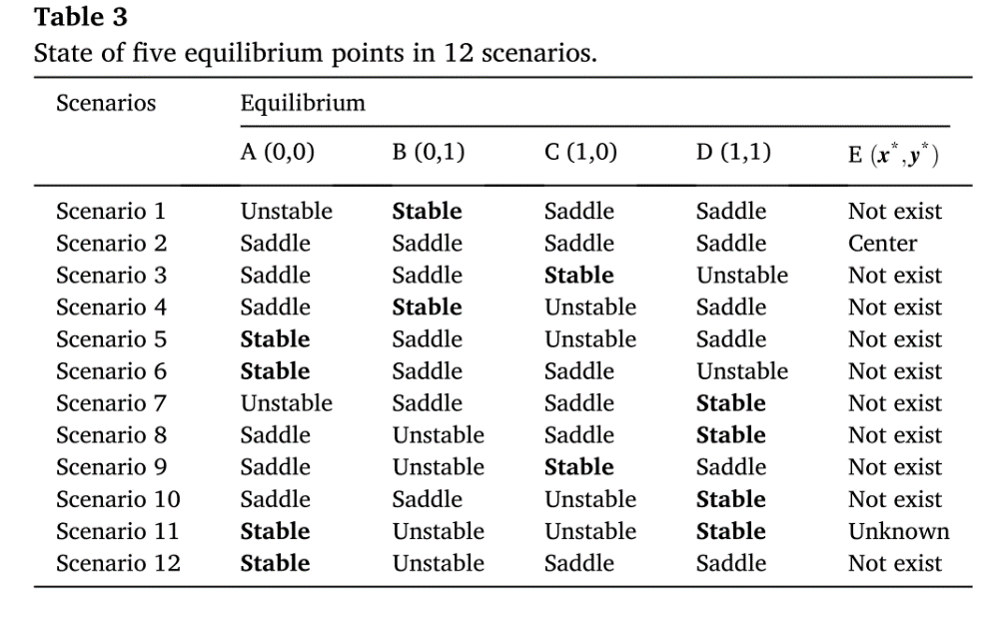 Table 3
State of five equilibrium points in 12 scenarios.
Scenarios Equilibrium
A (0,0) B (0,1) C (1,0) D (1,1) E (x*,y*)
Scenario 1 Unstable Stable Saddle Saddle Not exist
Scenario 2 Saddle Saddle Saddle Saddle Center
Scenario 3 Saddle Saddle Stable Unstable Not exist
Scenario 4 Saddle Stable Unstable Saddle Not exist
Scenario 5 Stable Saddle Unstable Saddle Not exist
Scenario 6 Stable Saddle Saddle Unstable Not exist
Scenario 7 Unstable Saddle Saddle Stable Not exist
Scenario 8 Saddle Unstable Saddle Stable Not exist
Scenario 9 Saddle Unstable Stable Saddle Not exist
Scenario 10 Saddle Saddle Unstable Stable Not exist
Scenario 11 Stable Unstable Unstable Stable Unknown
Scenario 12 Stable Unstable Saddle Saddle Not exist